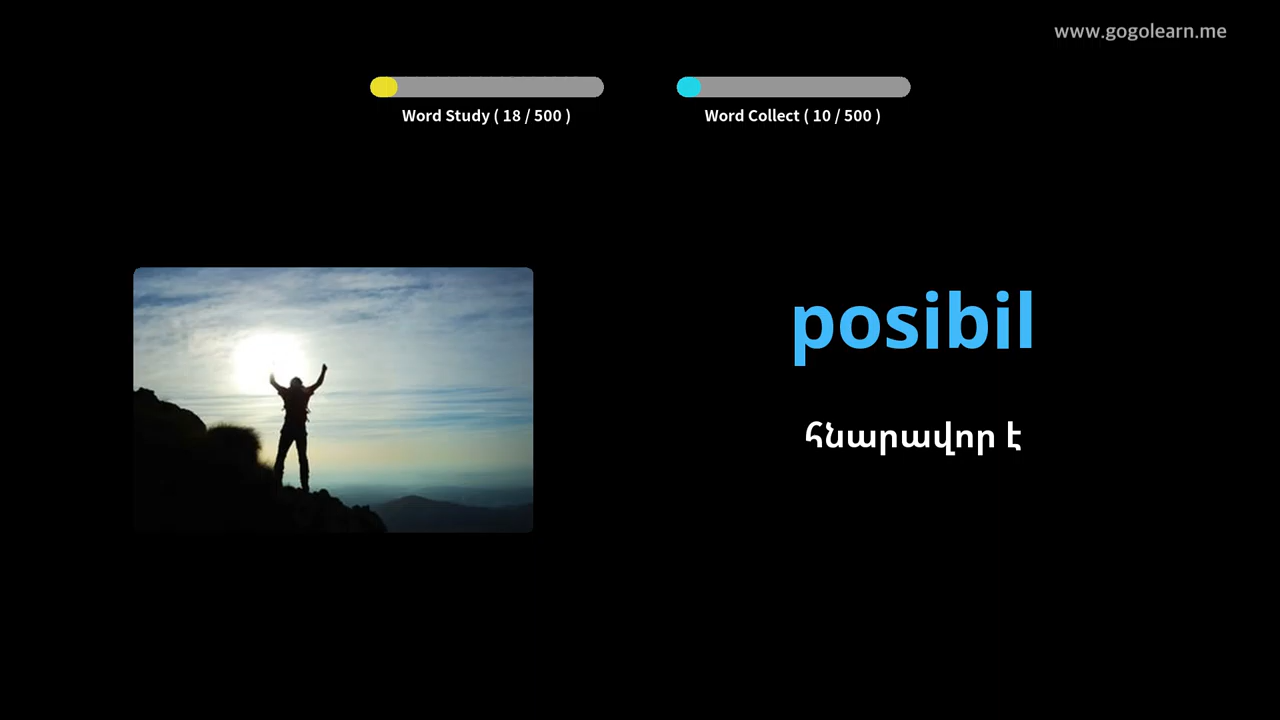 www.gogolearn.me
Word Study ( 18 / 500 )
Word Collect ( 10 / 500 )
posibil
հնարավոր է